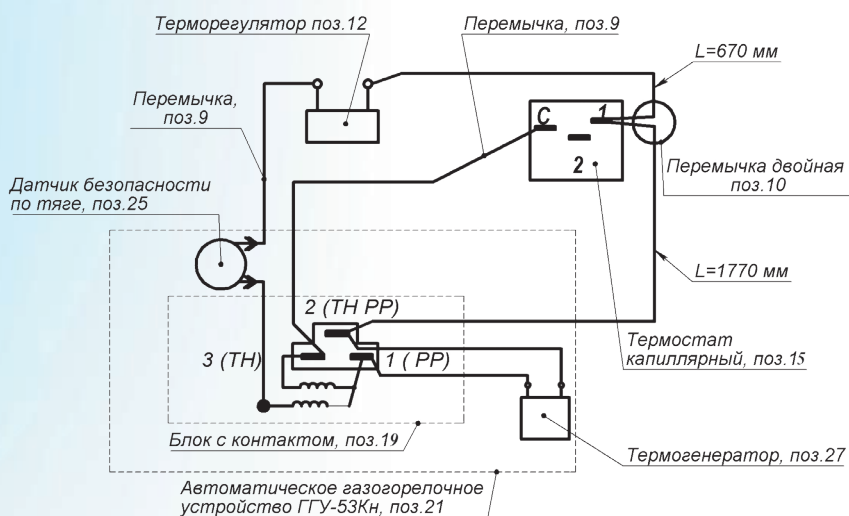 Терморегулятор поз.12
Перемычка, поз.9
L=670 мм
Перемычка,
поз.9
C
1
2
Перемычка двойная
поз.10
Датчик безопасности
по тяге, поз.25
L=1770 мм
2 (ТН РР)
3 (ТН)
1 ( РР)
Термостат
капиллярный, поз.15
Блок с контактом, поз.19
Термогенератор, поз.27
Автоматическое газогорелочное
устройство ГГУ-53Кн, поз.21